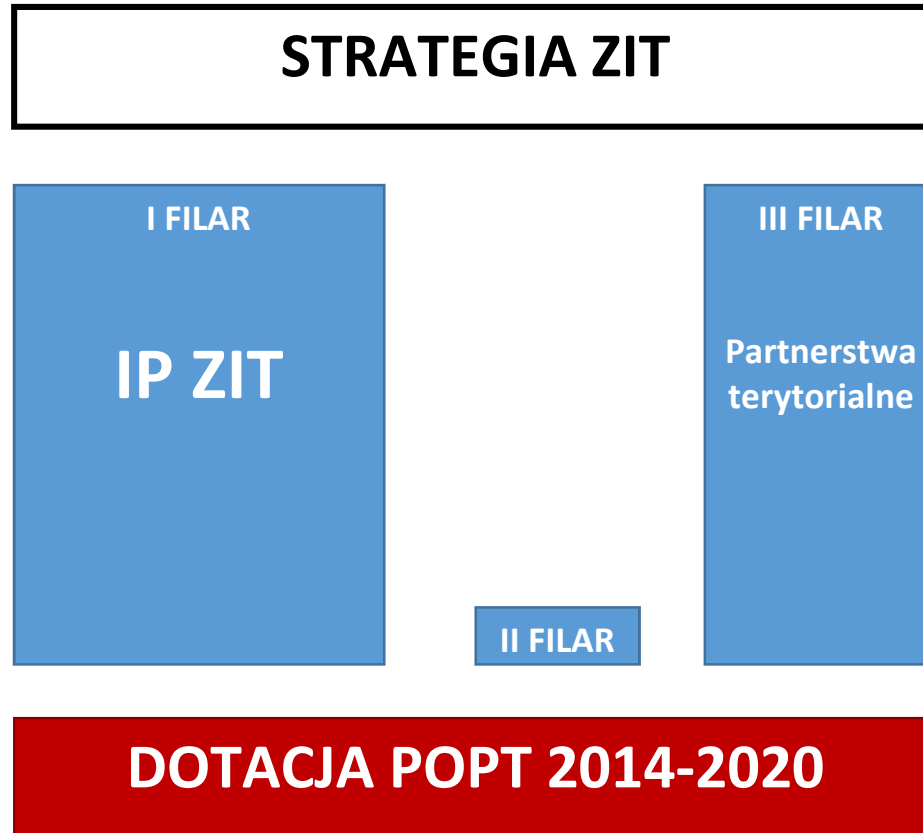 STRATEGIA ZIT
I FILAR
IP ZIT
II FILAR
III FILAR
Partnerstwa
terytorialne
DOTACJA POPT 2014-2020